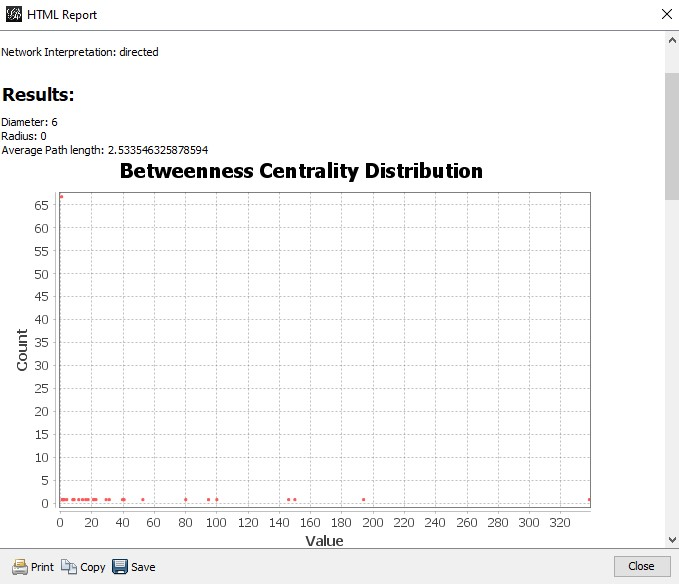 HTML Report
Network Interpretation: directed
Results:
Diameter: 6
Radius: 0
Average Path length: 2.533546325878594
Betweenness Centrality Distribution
65
60
55
50
45
40
35
30
25
20
15
10
5
0
Count
0 20 40 60 80 100 120 140 160 180 200 220 240 260 280 300 320
Value
Print Copy Save Close